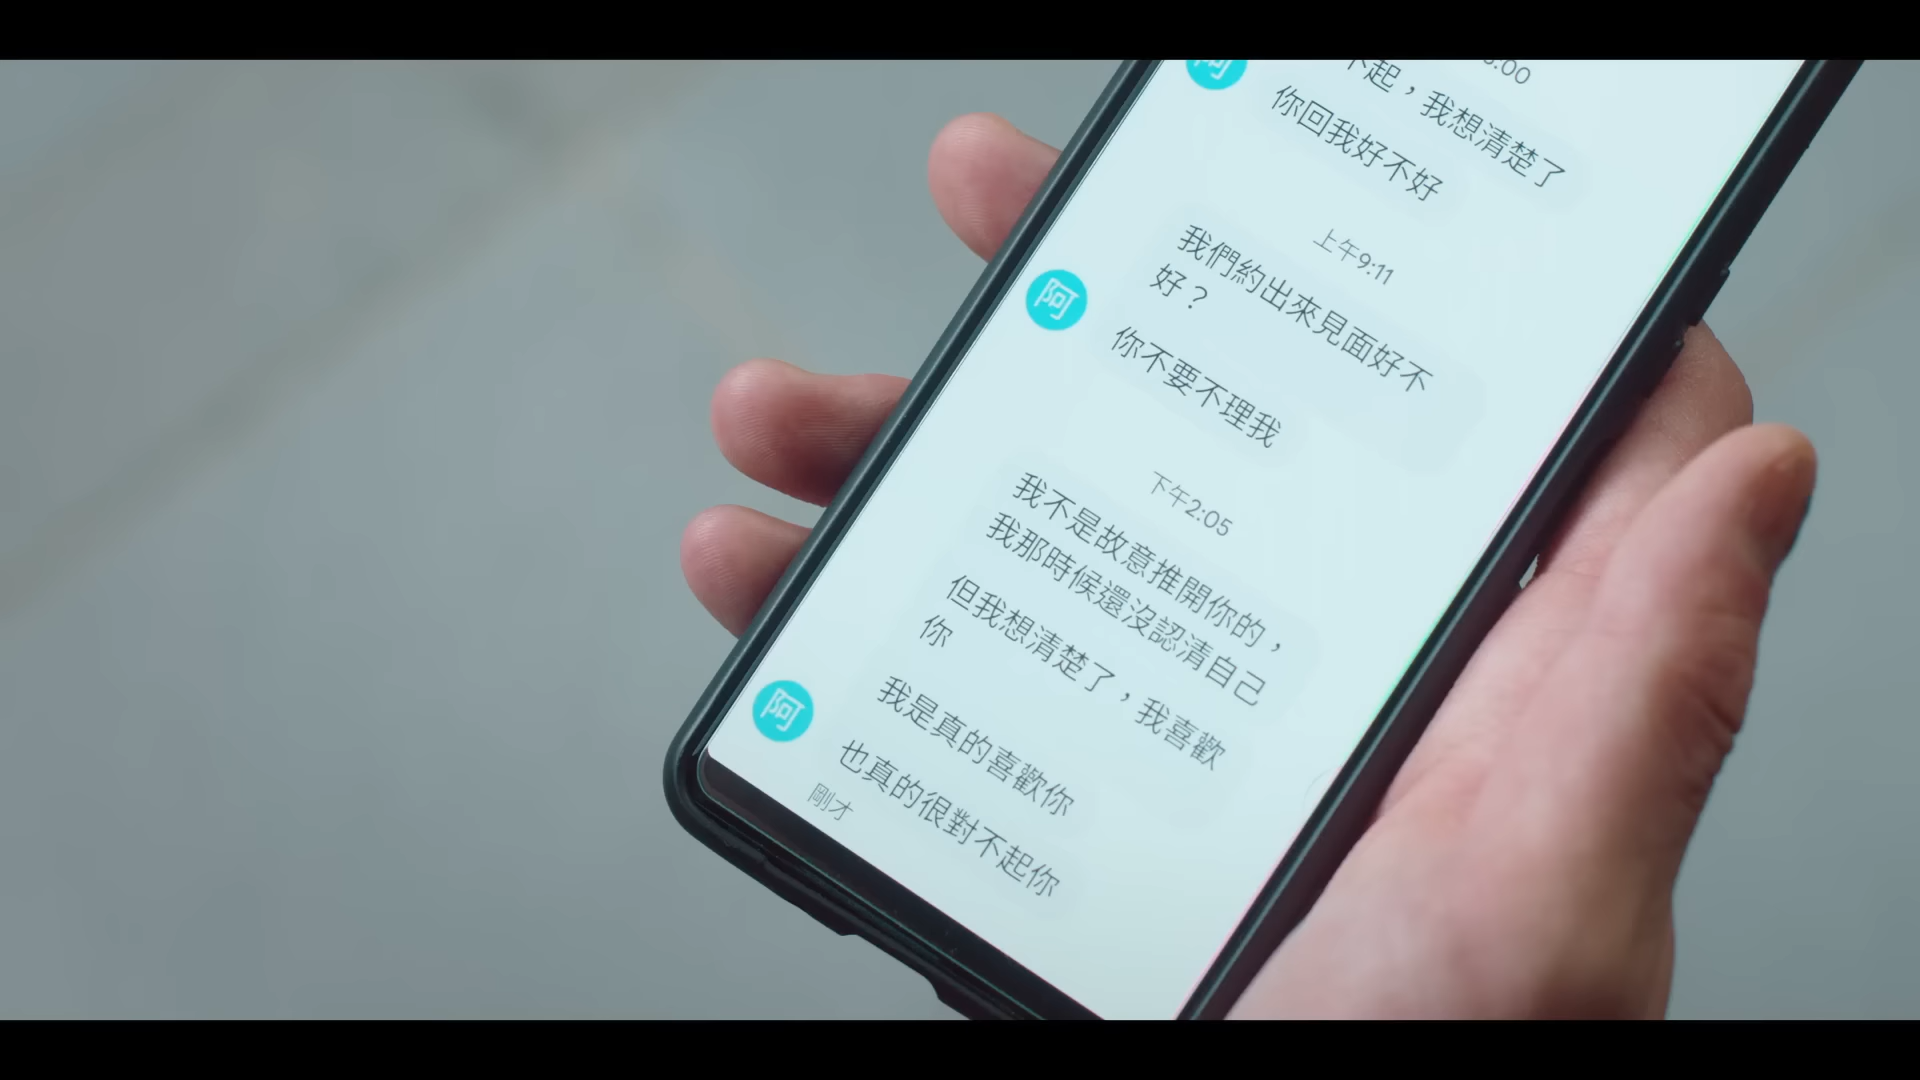 阿
不起，我想清楚了
你回我好不好
上午9:11
我們約出來見面好不
好？
阿
你不要不理我
下午2:05
我不是故意推開你的，
我那時候還沒認清自己
但我想清楚了，我喜歡
你
我是真的喜歡你
阿
也真的很對不起你
剛才